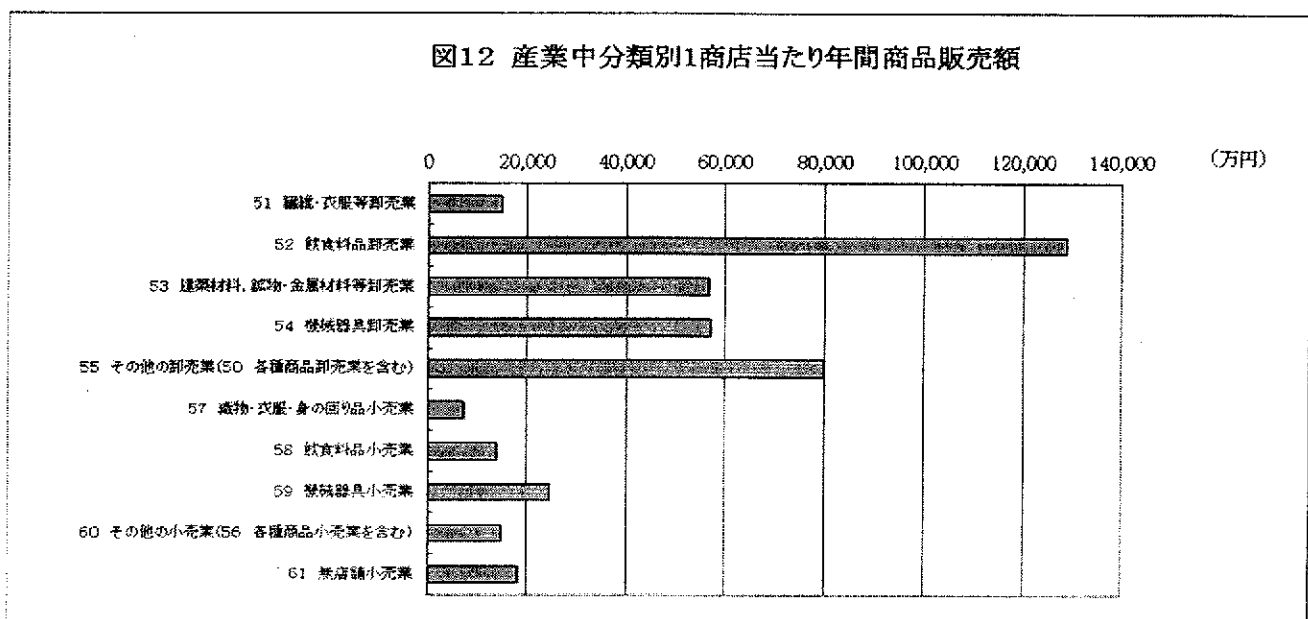 図12 産業中分類別1商店当たり年間商品販売額
0 20,000 40,000 60,000 80,000 100,000 120,000 140,000 (万円)
51 繊維・衣服等卸売業
52 飲食料品卸売業
53 建築材料,鉱物・金属材料等卸売業
54 機械器具卸売業
55 その他の卸売業(50 各種商品卸売業を含む)
57 織物・衣服・身の回り品小売業
58 飲食料品小売業
59 機械器具小売業
60 その他の小売業(56 各種商品小売業を含む)
61 無店舗小売業